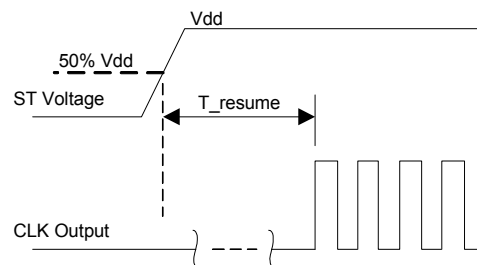 Vdd
50% Vdd
T_resume
ST Voltage
CLK Output